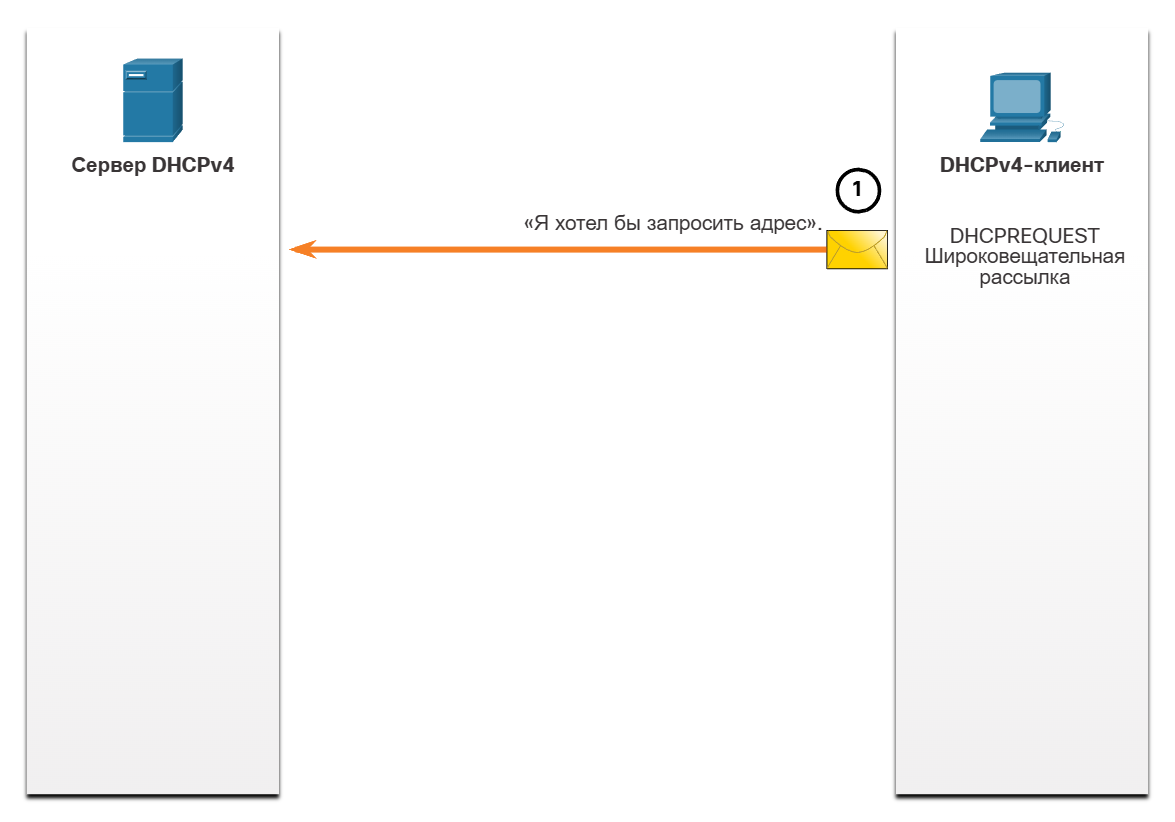 Сервер DHCPv4
DHCPv4-клиент
1
«Я хотел бы запросить адрес».
DHCPREQUEST
Широковещательная
рассылка